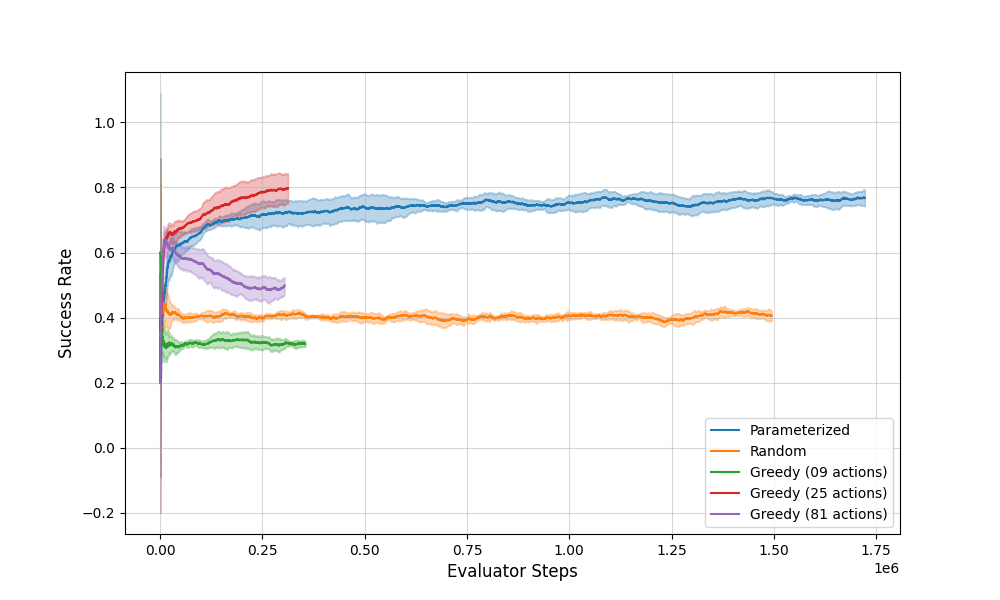 1.0
0.8
0.6
0.4
0.2
0.0
−0.2
Success Rate
0.00 0.25 0.50 0.75 1.00 1.25 1.50 1.75
1e6
Evaluator Steps
Parameterized
Random
Greedy (09 actions)
Greedy (25 actions)
Greedy (81 actions)